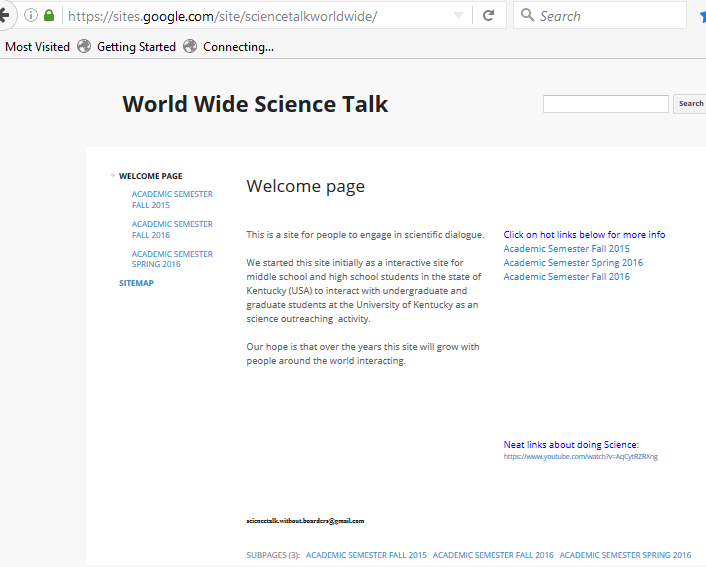 https://sites.google.com/site/sciencetalkworldwide/
Search
Most Visited Getting Started Connecting...
World Wide Science Talk
Search
WELCOME PAGE
ACADEMIC SEMESTER
FALL 2015
ACADEMIC SEMESTER
FALL 2016
ACADEMIC SEMESTER
SPRING 2016
SITEMAP
Welcome page
This is a site for people to engage in scientific dialogue.
We started this site initially as a interactive site for
middle school and high school students in the state of
Kentucky (USA) to interact with undergraduate and
graduate students at the University of Kentucky as an
science outreaching activity.
Our hope is that over the years this site will grow with
people around the world interacting.
Click on hot links below for more info
Academic Semester Fall 2015
Academic Semester Spring 2016
Academic Semester Fall 2016
Neat links about doing Science:
https://www.youtube.com/watch?v=AqCytRZRXng
sciencetalk.without.boarders@gmail.com
SUBPAGES (3): ACADEMIC SEMESTER FALL 2015 ACADEMIC SEMESTER FALL 2016 ACADEMIC SEMESTER SPRING 2016